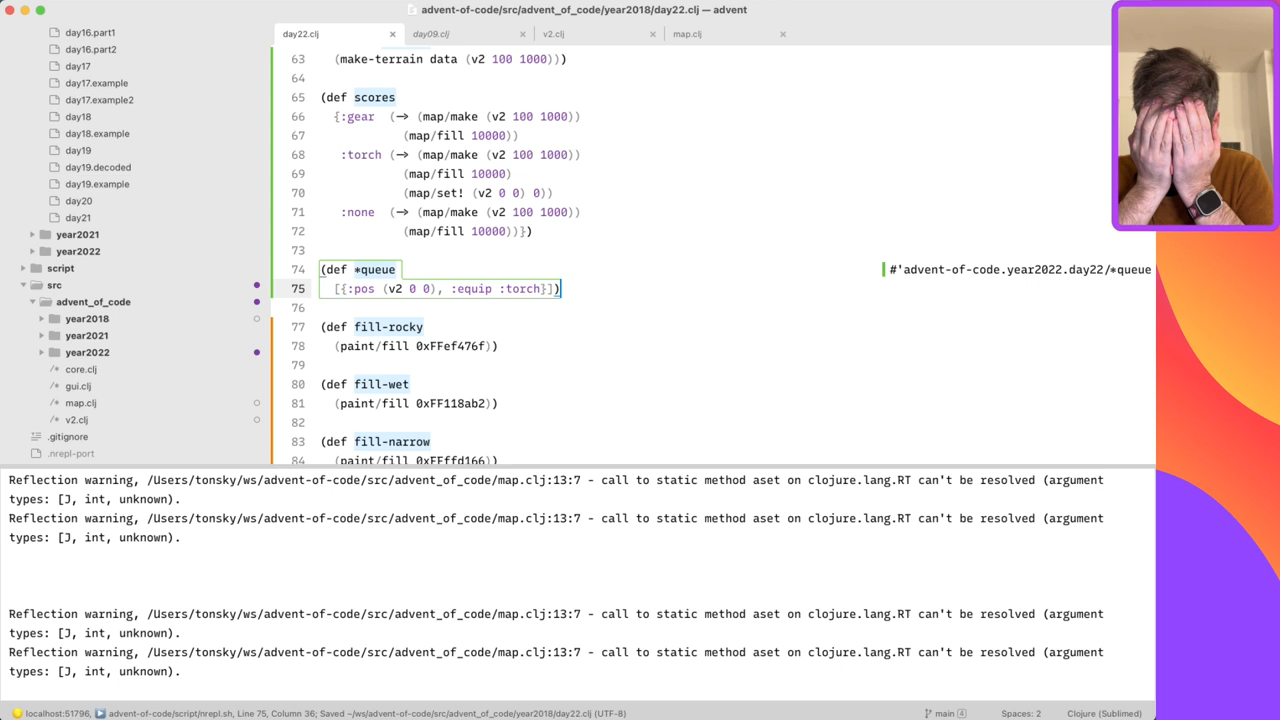 advent-of-code/src/advent_of_code/year2018/day22.clj — advent
day16.part1
day16.part2
day17
day17.example
day17.example2
day18
day18.example
day19
day19.decoded
day19.example
day20
day21
year2021
year2022
script
src
advent_of_code
year2018
year2021
year2022
core.clj
gui.clj
map.clj
v2.clj
.gitignore
.nrepl-port
day22.clj
day09.clj
v2.clj
map.clj
63 (make-terrain data (v2 100 1000)))
64
65 (def scores
66 {:gear (-> (map/make (v2 100 1000))
67 (map/fill 10000))
68 :torch (-> (map/make (v2 100 1000))
69 (map/fill 10000)
70 (map/set! (v2 0 0) 0))
71 :none (-> (map/make (v2 100 1000))
72 (map/fill 10000))})
73
74 (def *queue #'advent-of-code.year2022.day22/*queue
75 [{:pos (v2 0 0), :equip :torch}])
76
77 (def fill-rocky
78 (paint/fill 0xFFef476f))
79
80 (def fill-wet
81 (paint/fill 0xFF118ab2))
82
83 (def fill-narrow
84 (paint/fill 0xFFffd166))
Reflection warning, /Users/tonsky/ws/advent-of-code/src/advent_of_code/map.clj:13:7 - call to static method aset on clojure.lang.RT can't be resolved (argument
types: [J, int, unknown).
Reflection warning, /Users/tonsky/ws/advent-of-code/src/advent_of_code/map.clj:13:7 - call to static method aset on clojure.lang.RT can't be resolved (argument
types: [J, int, unknown).
Reflection warning, /Users/tonsky/ws/advent-of-code/src/advent_of_code/map.clj:13:7 - call to static method aset on clojure.lang.RT can't be resolved (argument
types: [J, int, unknown).
Reflection warning, /Users/tonsky/ws/advent-of-code/src/advent_of_code/map.clj:13:7 - call to static method aset on clojure.lang.RT can't be resolved (argument
types: [J, int, unknown).
localhost:51796, advent-of-code/script/nrepl.sh, Line 75, Column 36; Saved ~/ws/advent-of-code/src/advent_of_code/year2018/day22.clj (UTF-8)
main 4
Spaces: 2
Clojure (Sublimed)